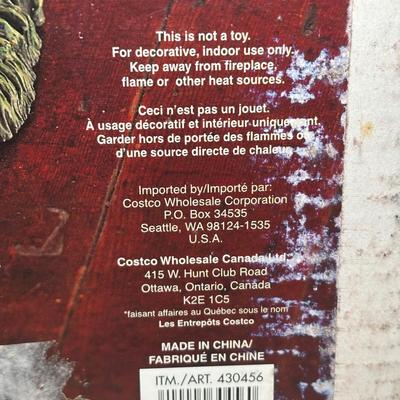 This is not a toy.
For decorative, indoor use only.
Keep away from fireplace,
flame or other heat sources.
Ceci n'est pas un jouet.
À usage décoratif et intérieur uniquement.
Garder hors de portée des flammes ou
d'une source directe de chaleur.
Imported by/Importé par:
Costco Wholesale Corporation
P.O. Box 34535
Seattle, WA 98124-1535
U.S.A.
Costco Wholesale Canada Ltd.*
415 W. Hunt Club Road
Ottawa, Ontario, Canada
K2E 1C5
*faisant affaires au Québec sous le nom
Les Entrepôts Costco
MADE IN CHINA/
FABRIQUÉ EN CHINE
ITM./ART. 430456